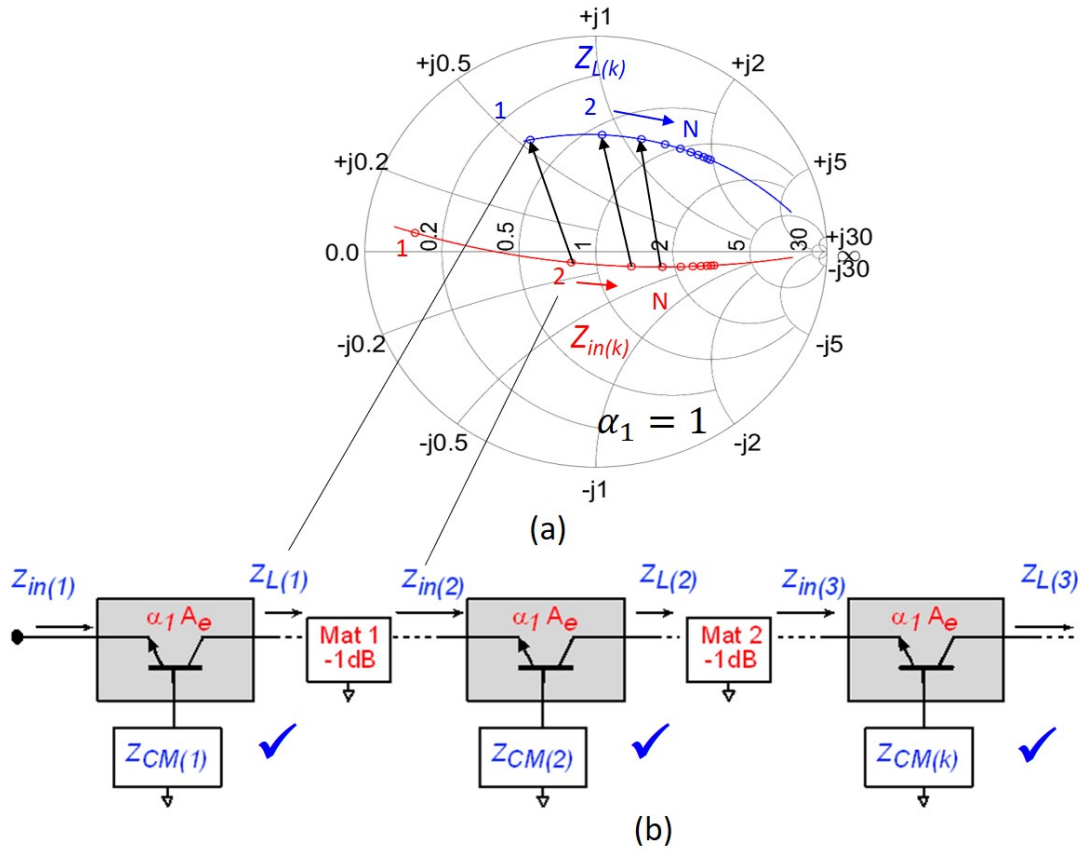 +j1
+j0.5 Z_L(k) +j2
1 2 N
+j0.2 +j5
0.0 1 0.2 0.5 1 2 5 30 +j30
∞
-j30
2 N
Z_in(k)
-j0.2 -j5
α₁ = 1
-j0.5 -j2
-j1
(a)
Z_in(1) Z_L(1) Z_in(2) Z_L(2) Z_in(3) Z_L(3)
α₁ A_e Mat 1 α₁ A_e Mat 2 α₁ A_e
-1dB -1dB
Z_CM(1) ✓ Z_CM(2) ✓ Z_CM(k) ✓
(b)